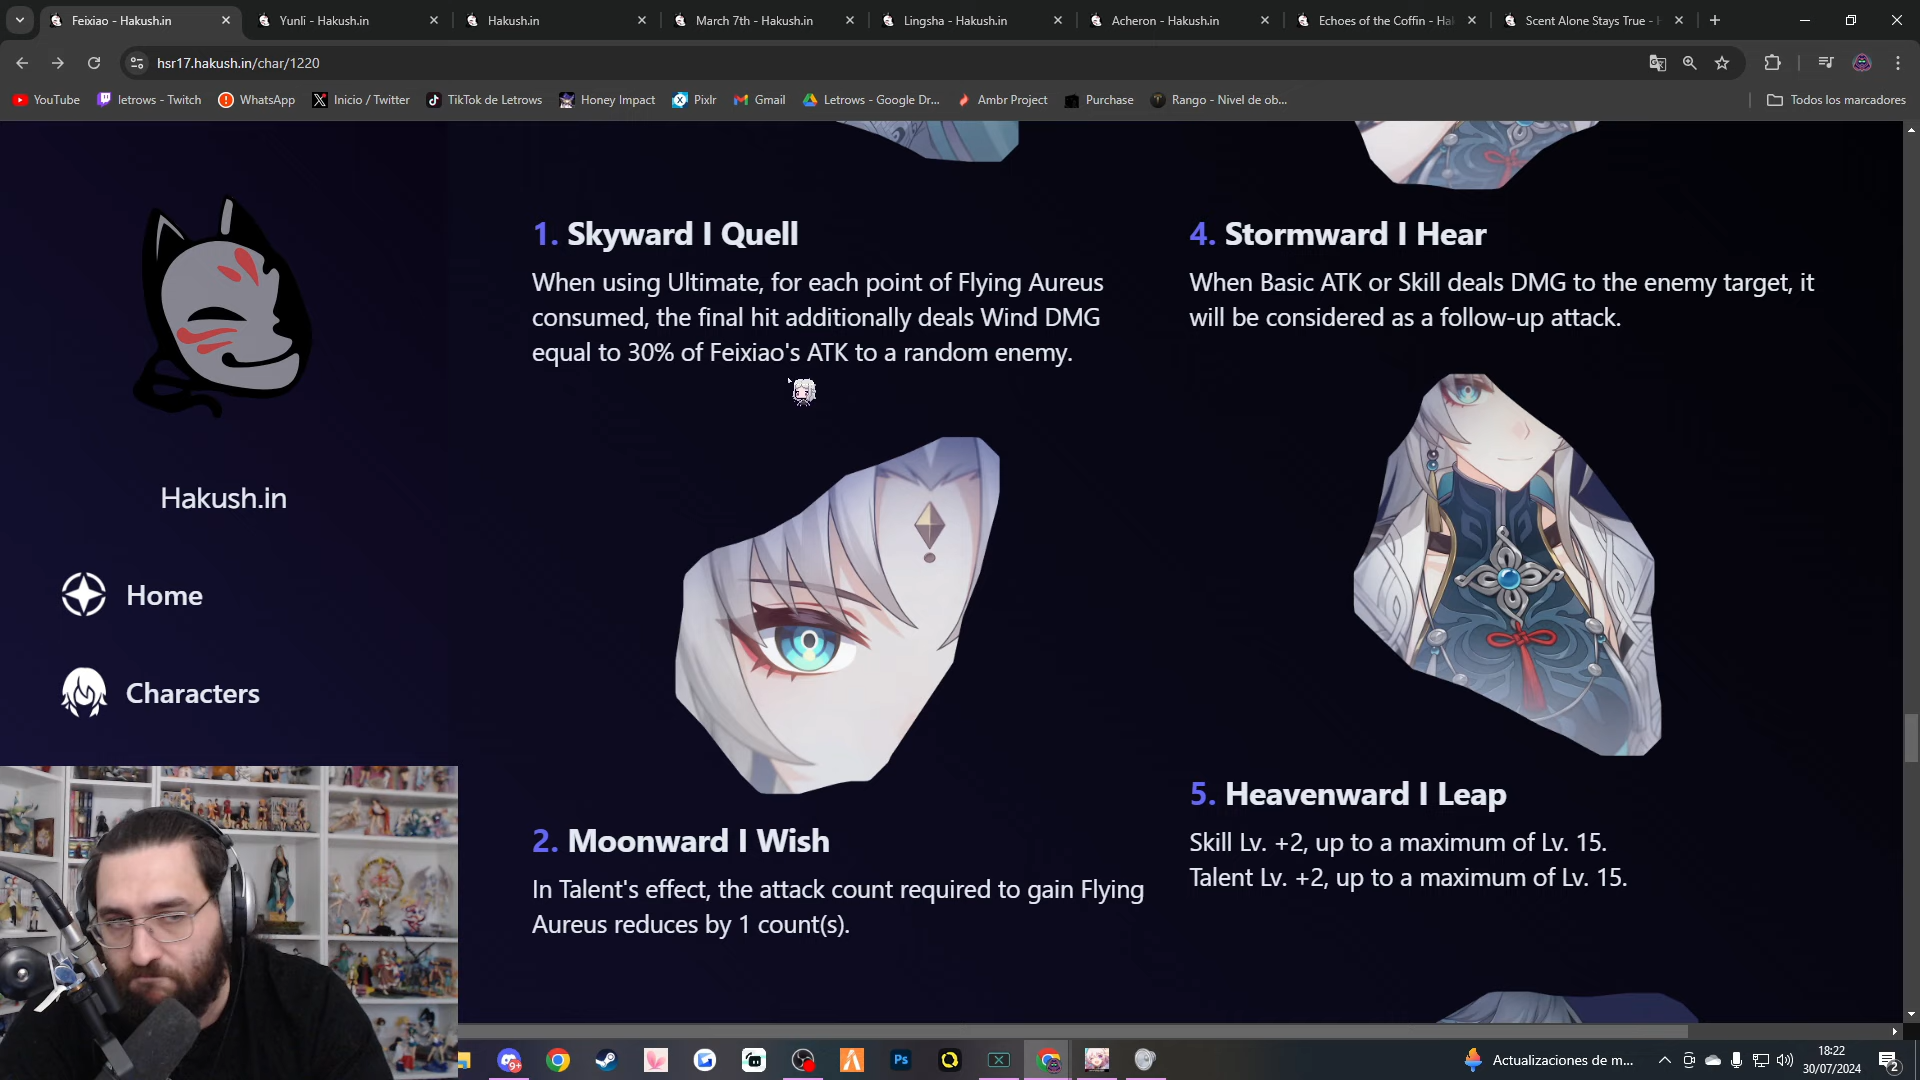 Feixiao - Hakush.in
Yunli - Hakush.in
Hakush.in
March 7th - Hakush.in
Lingsha - Hakush.in
Acheron - Hakush.in
Echoes of the Coffin - Ha
Scent Alone Stays True -
hsr17.hakush.in/char/1220
YouTube
letrows - Twitch
WhatsApp
Inicio / Twitter
TikTok de Letrows
Honey Impact
Pixlr
Gmail
Letrows - Google Dr...
Ambr Project
Purchase
Rango - Nivel de ob...
Todos los marcadores
Hakush.in
Home
Characters
1. Skyward I Quell
When using Ultimate, for each point of Flying Aureus
consumed, the final hit additionally deals Wind DMG
equal to 30% of Feixiao's ATK to a random enemy.
2. Moonward I Wish
In Talent's effect, the attack count required to gain Flying
Aureus reduces by 1 count(s).
4. Stormward I Hear
When Basic ATK or Skill deals DMG to the enemy target, it
will be considered as a follow-up attack.
5. Heavenward I Leap
Skill Lv. +2, up to a maximum of Lv. 15.
Talent Lv. +2, up to a maximum of Lv. 15.
9+
Ps
Actualizaciones de m...
18:22
30/07/2024
2